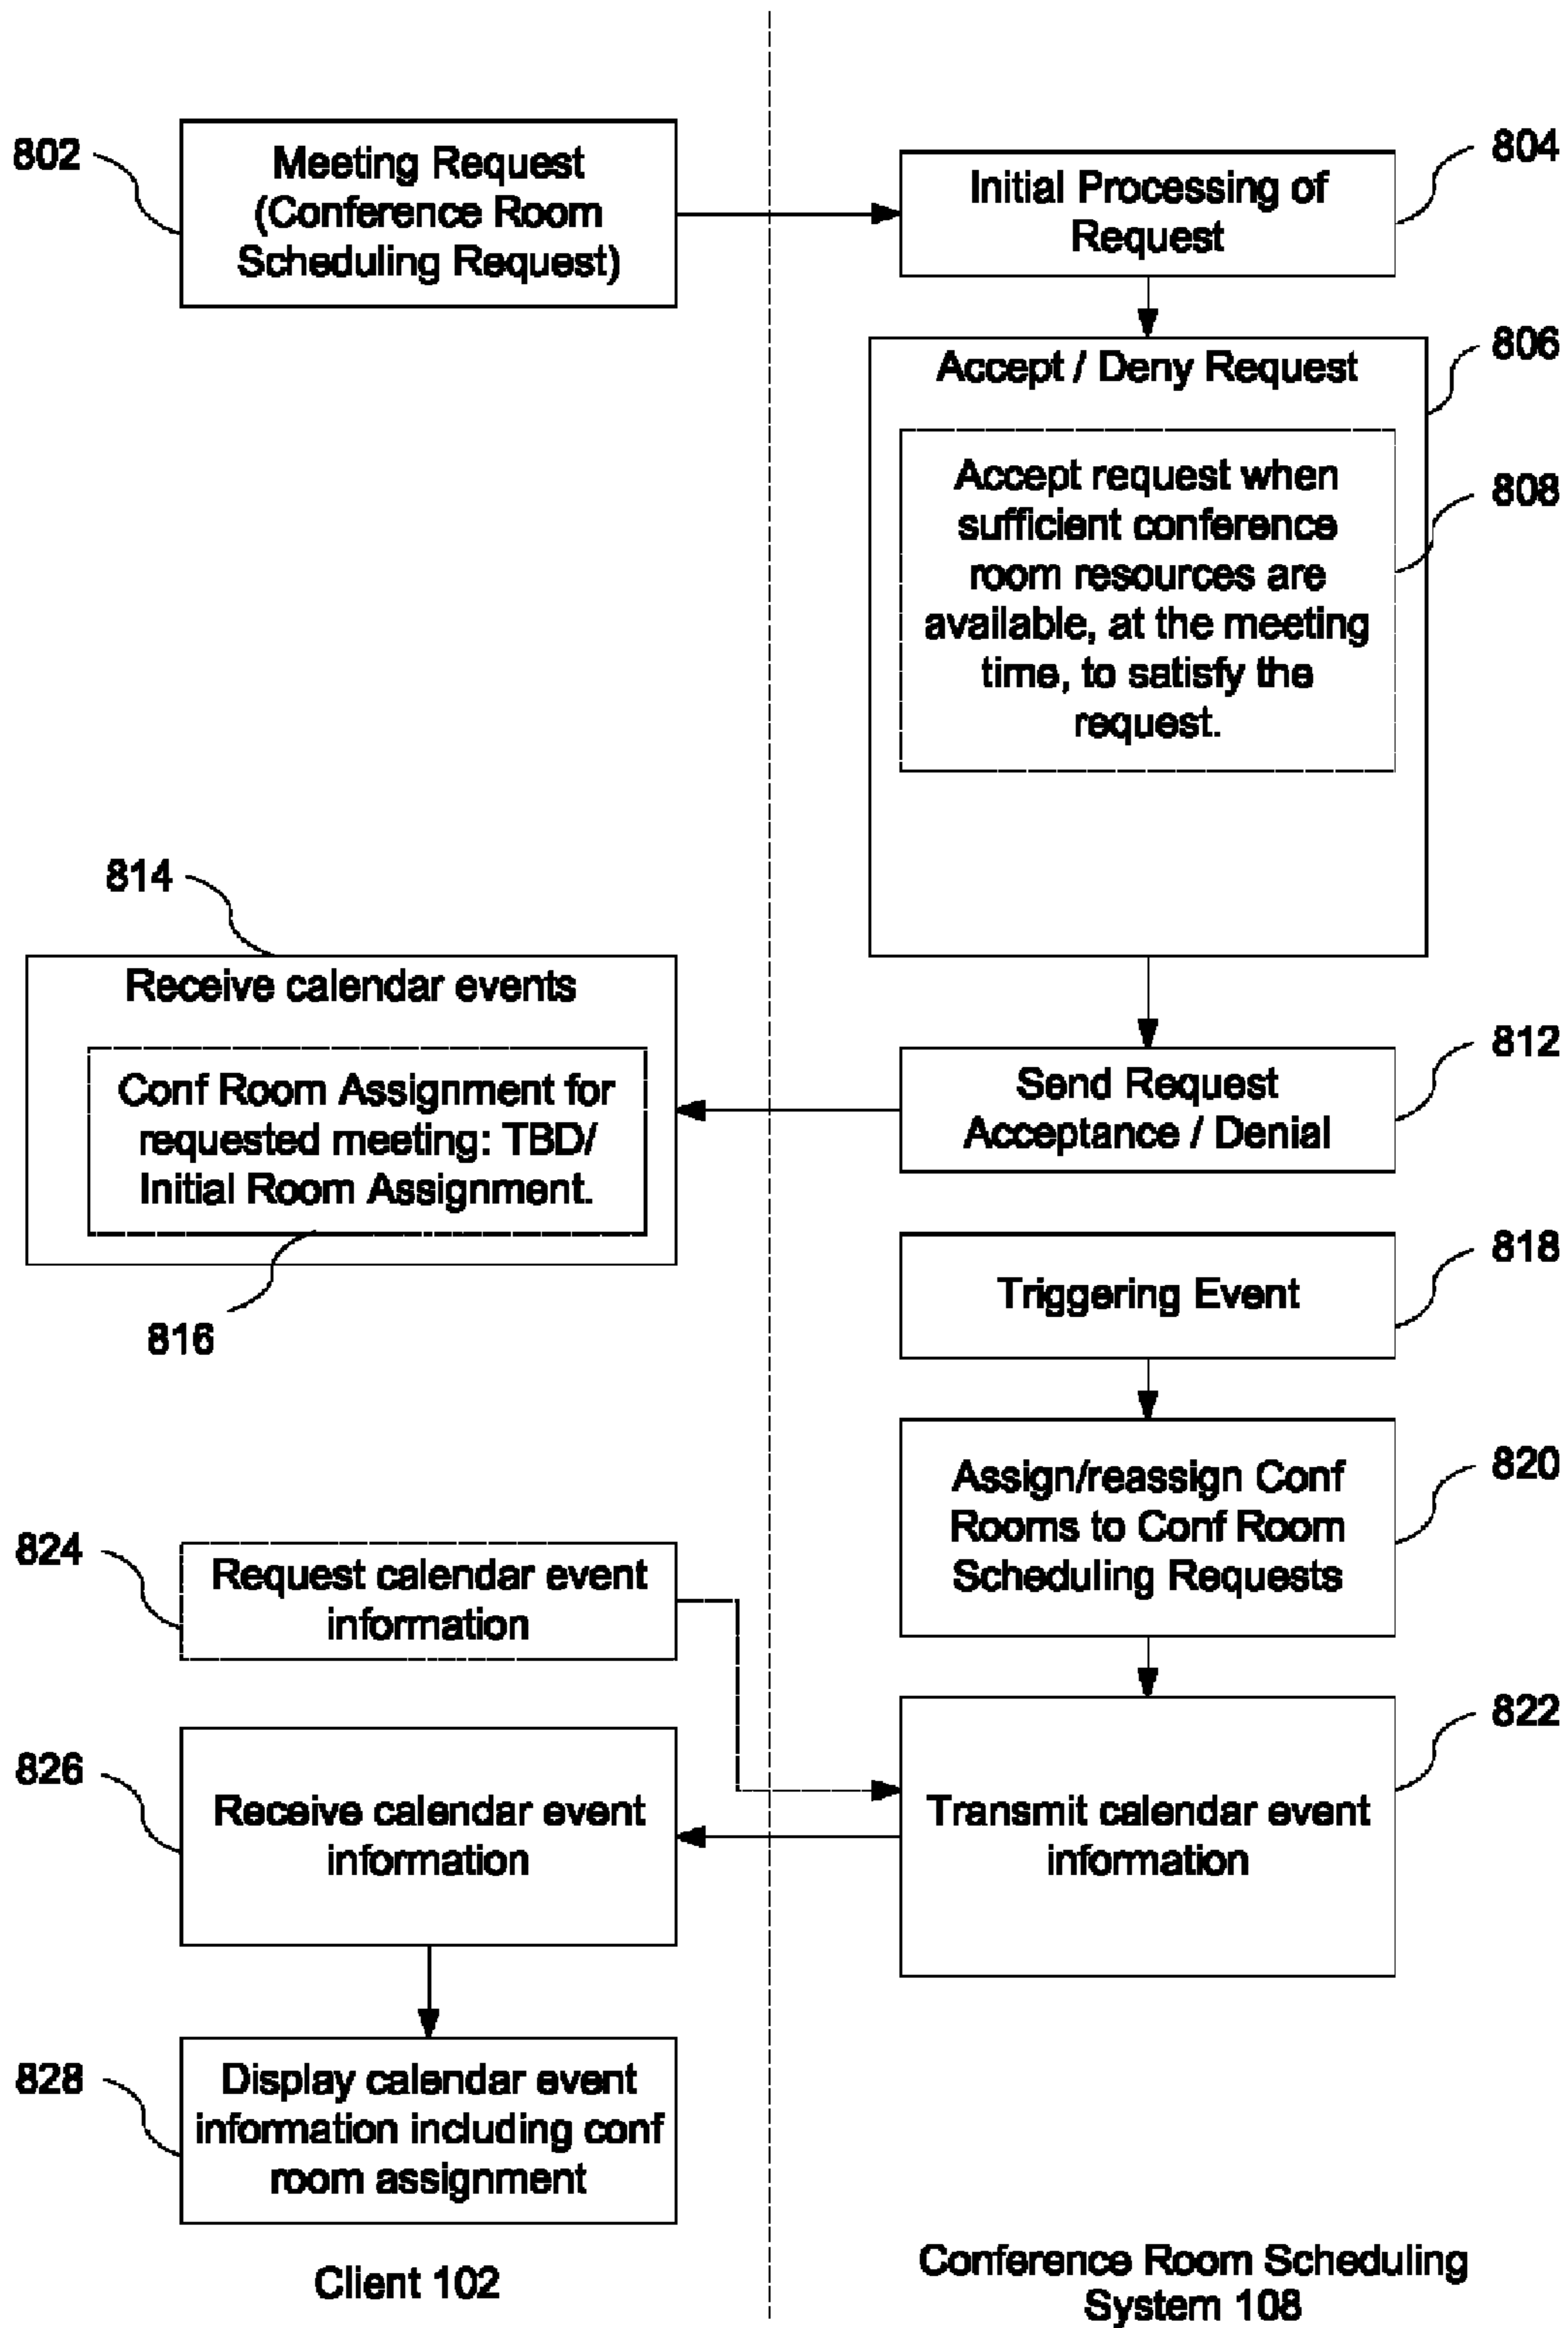 802
Meeting Request
(Conference Room
Scheduling Request)
804
Initial Processing of
Request
806
Accept / Deny Request
808
Accept request when
sufficient conference
room resources are
available, at the meeting
time, to satisfy the
request.
814
Receive calendar events
Conf Room Assignment for
requested meeting: TBD/
Initial Room Assignment.
816
812
Send Request
Acceptance / Denial
818
Triggering Event
820
Assign/reassign Conf
Rooms to Conf Room
Scheduling Requests
824
Request calendar event
information
822
Transmit calendar event
information
826
Receive calendar event
information
828
Display calendar event
information including conf
room assignment
Client 102
Conference Room Scheduling
System 108